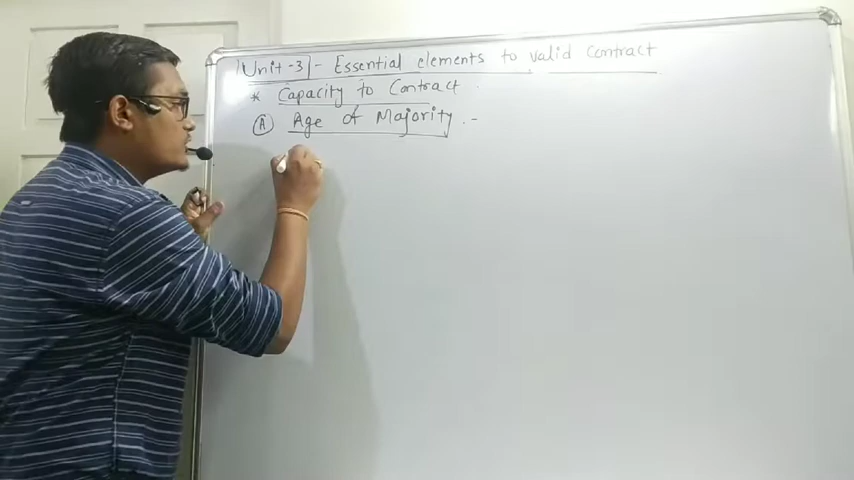 Unit-3 - Essential elements to valid Contract
* Capacity to Contract
(A) Age of Majority :-